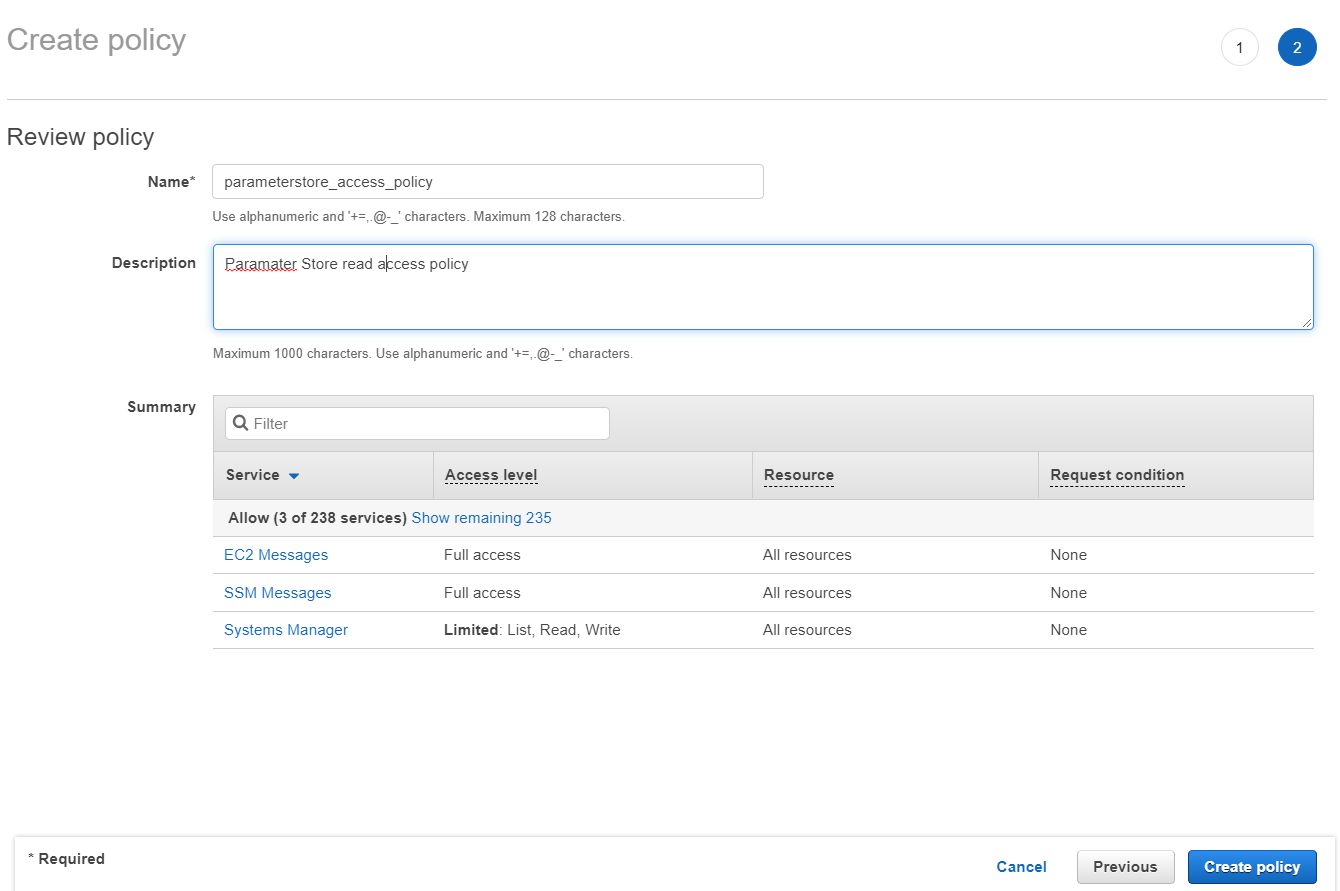 Create policy
1 2
Review policy
Name* parameterstore_access_policy
Use alphanumeric and '+=,.@-_' characters. Maximum 128 characters.
Description Paramater Store read access policy
Maximum 1000 characters. Use alphanumeric and '+=,.@-_' characters.
Summary
Filter
Service Access level Resource Request condition
Allow (3 of 238 services) Show remaining 235
EC2 Messages Full access All resources None
SSM Messages Full access All resources None
Systems Manager Limited: List, Read, Write All resources None
* Required Cancel Previous Create policy